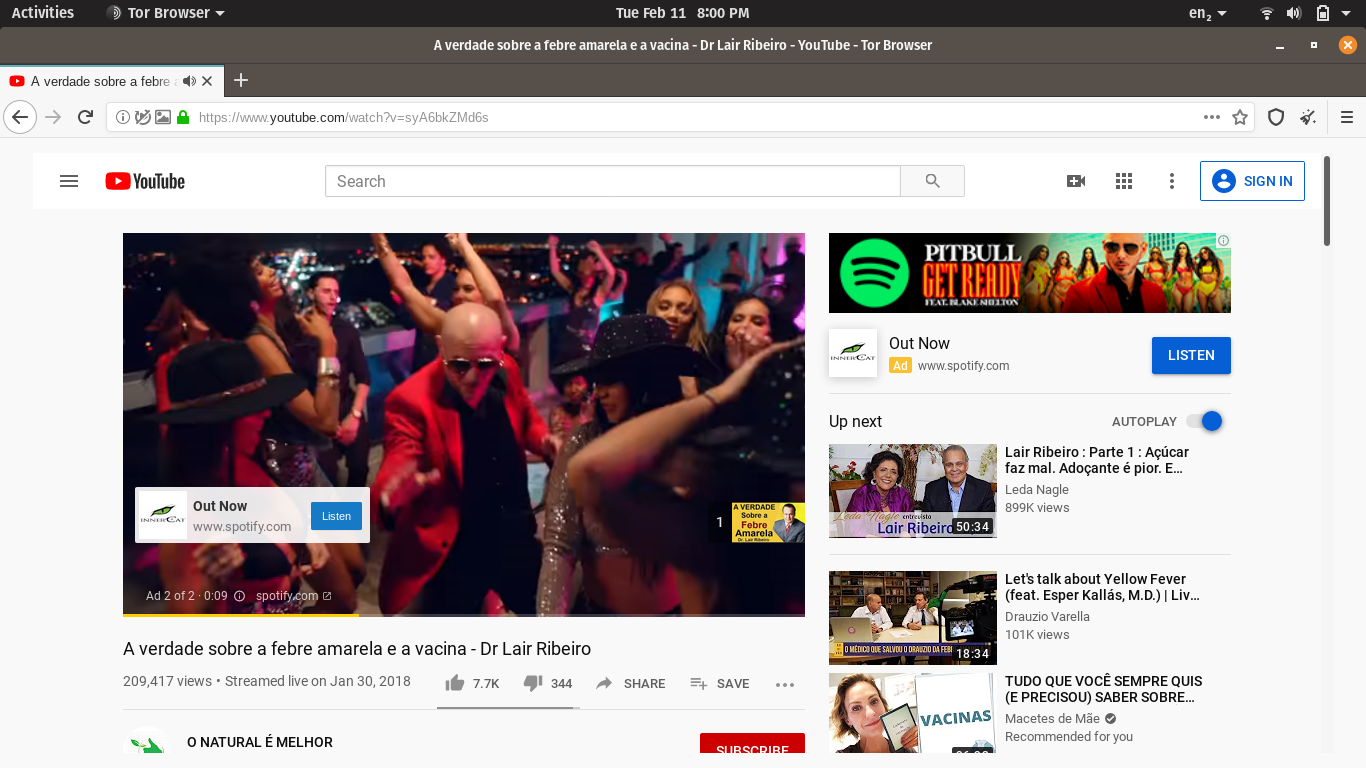 Activities
Tor Browser
Tue Feb 11 8:00 PM
en₂
A verdade sobre a febre amarela e a vacina - Dr Lair Ribeiro - YouTube - Tor Browser
A verdade sobre a febre a
https://www.youtube.com/watch?v=syA6bkZMd6s
YouTube
Search
SIGN IN
Out Now
www.spotify.com
Listen
INNERCAT
1
A VERDADE
Sobre a
Febre
Amarela
Dr. Lair Ribeiro
Ad 2 of 2 · 0:09
spotify.com
A verdade sobre a febre amarela e a vacina - Dr Lair Ribeiro
209,417 views • Streamed live on Jan 30, 2018
7.7K
344
SHARE
SAVE
O NATURAL É MELHOR
SUBSCRIBE
PITBULL
GET READY
FEAT. BLAKE SHELTON
INNERCAT
Out Now
Ad www.spotify.com
LISTEN
Up next
AUTOPLAY
Leda Nagle entrevista
Lair Ribeiro
50:34
Lair Ribeiro : Parte 1 : Açúcar
faz mal. Adoçante é pior. E…
Leda Nagle
899K views
O MÉDICO QUE SALVOU O DRAUZIO DA FEB
18:34
Let's talk about Yellow Fever
(feat. Esper Kallás, M.D.) | Liv…
Drauzio Varella
101K views
VACINAS
TUDO QUE VOCÊ SEMPRE QUIS
(E PRECISOU) SABER SOBRE…
Macetes de Mãe
Recommended for you